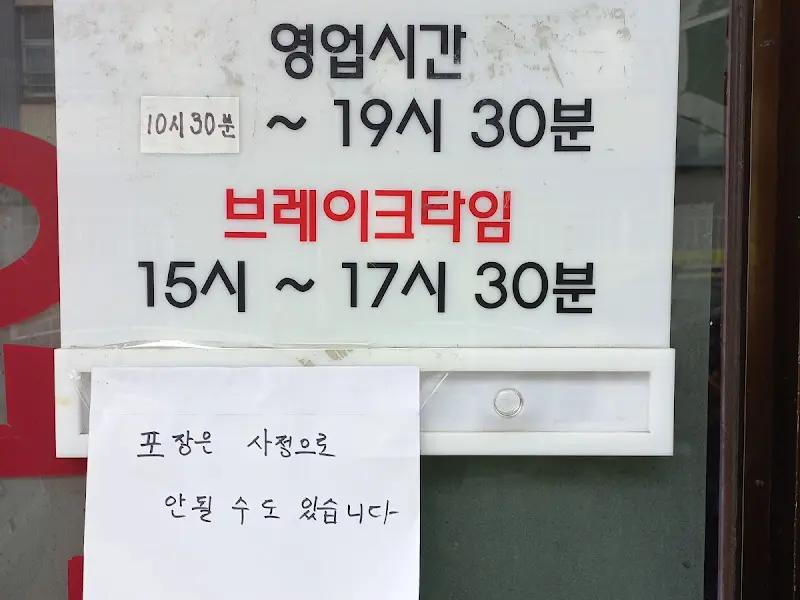 영업시간
10시 30분 ~ 19시 30분
브레이크타임
15시 ~ 17시 30분
포장은 사정으로
안될 수도 있습니다